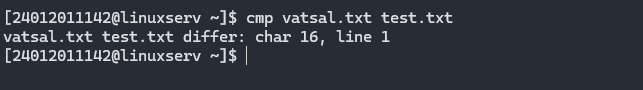 [24012011142@linuxserv ~]$ cmp vatsal.txt test.txt
vatsal.txt test.txt differ: char 16, line 1
[24012011142@linuxserv ~]$